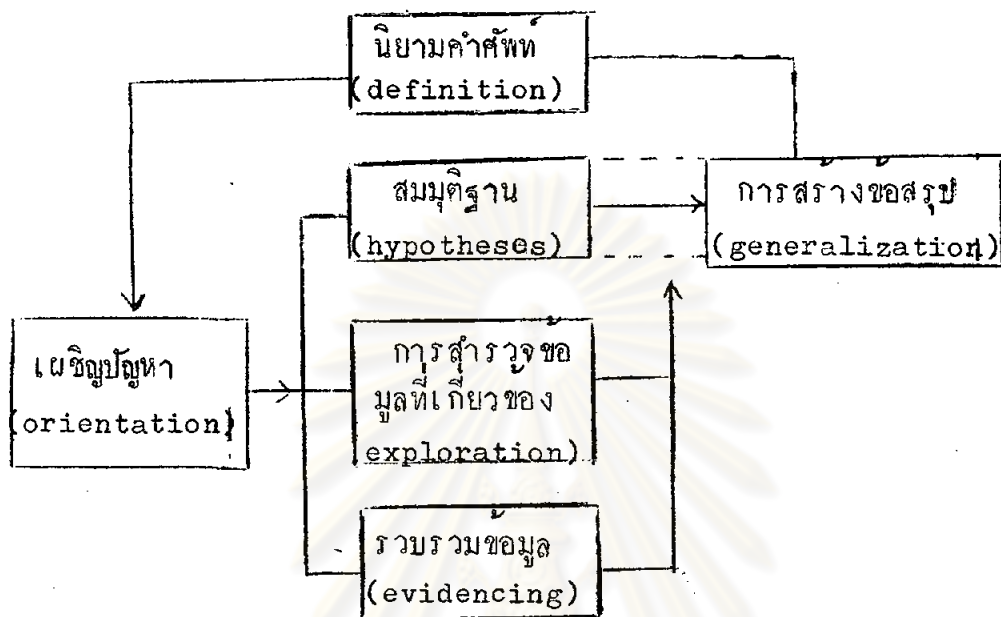 นิยามคำศัพท์
(definition)
สมมุติฐาน
(hypotheses)
การสร้างข้อสรุป
(generalization)
เผชิญปัญหา
(orientation)
การสำรวจข้อ
มูลที่เกี่ยวข้อง
exploration)
รวบรวมข้อมูล
(evidencing)